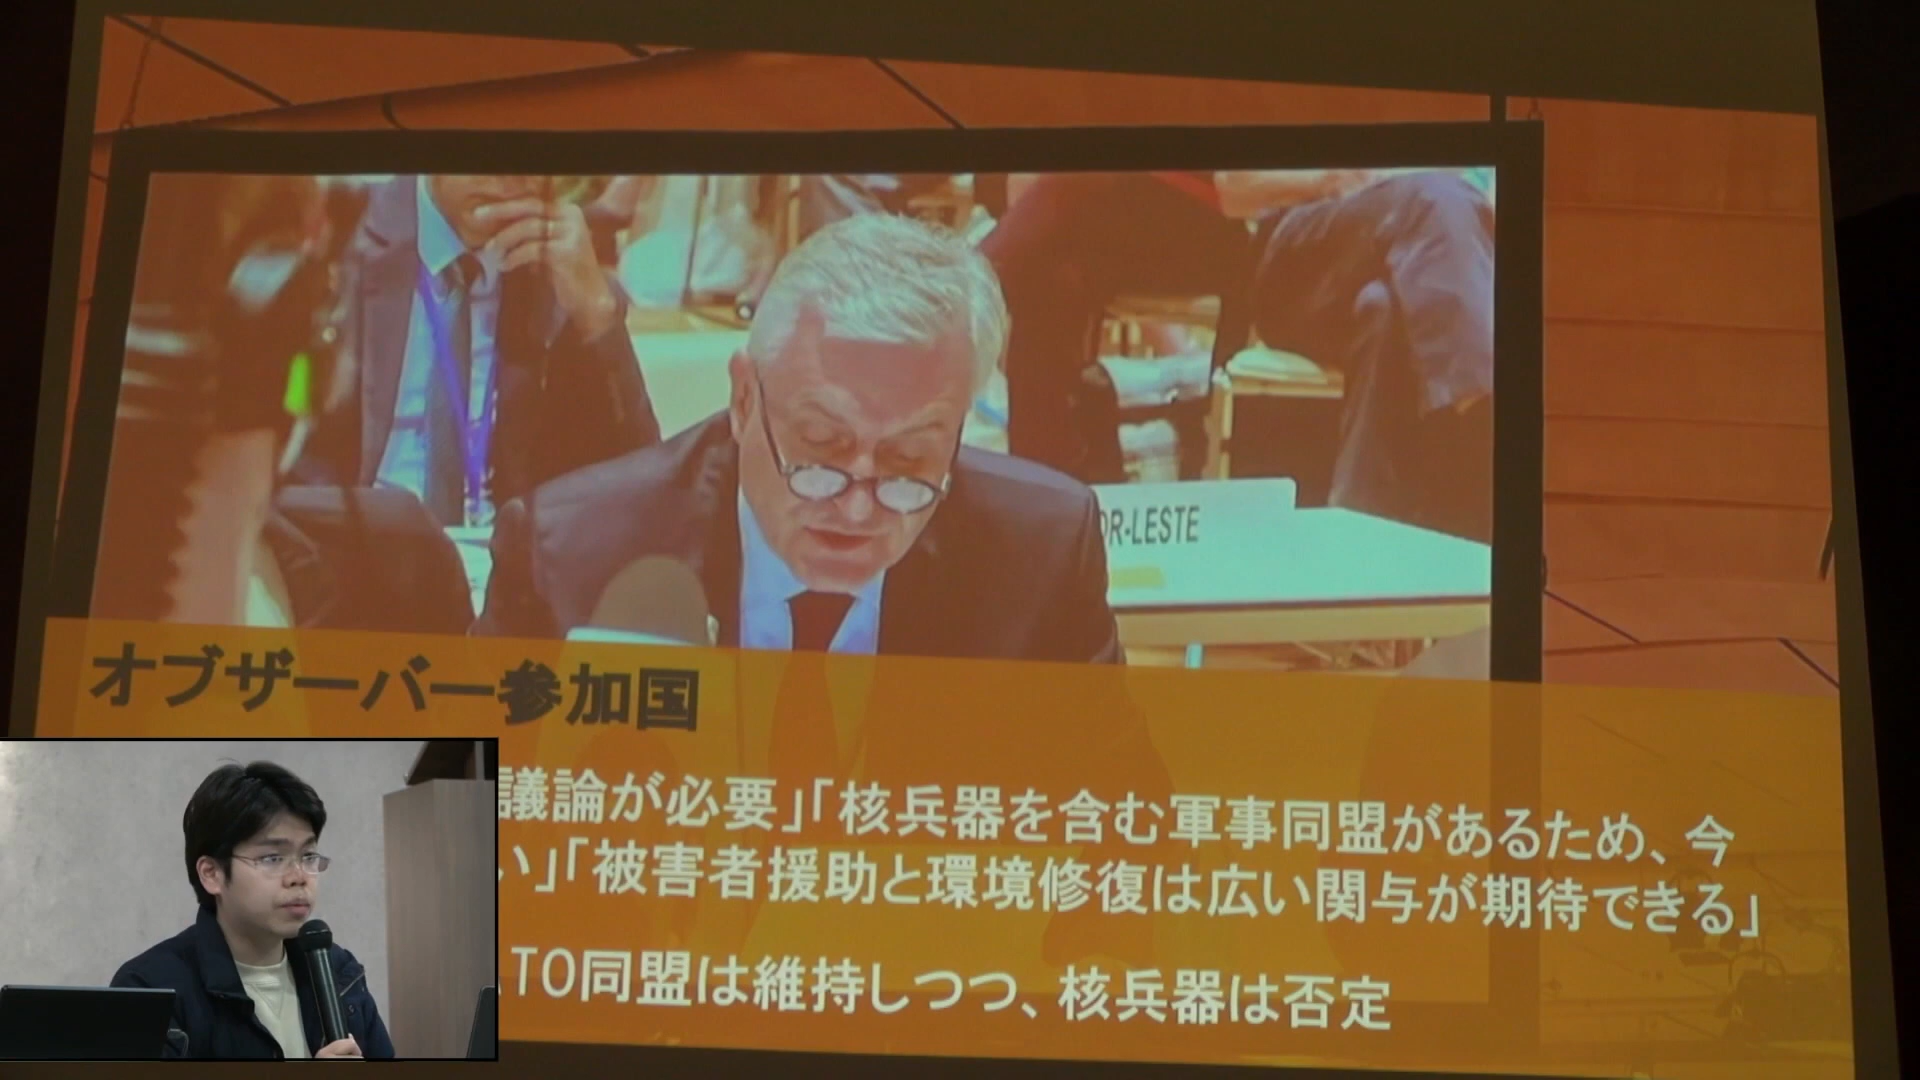 OR-LESTE
オブザーバー参加国
議論が必要」「核兵器を含む軍事同盟があるため、今
い」「被害者援助と環境修復は広い関与が期待できる」
TO同盟は維持しつつ、核兵器は否定